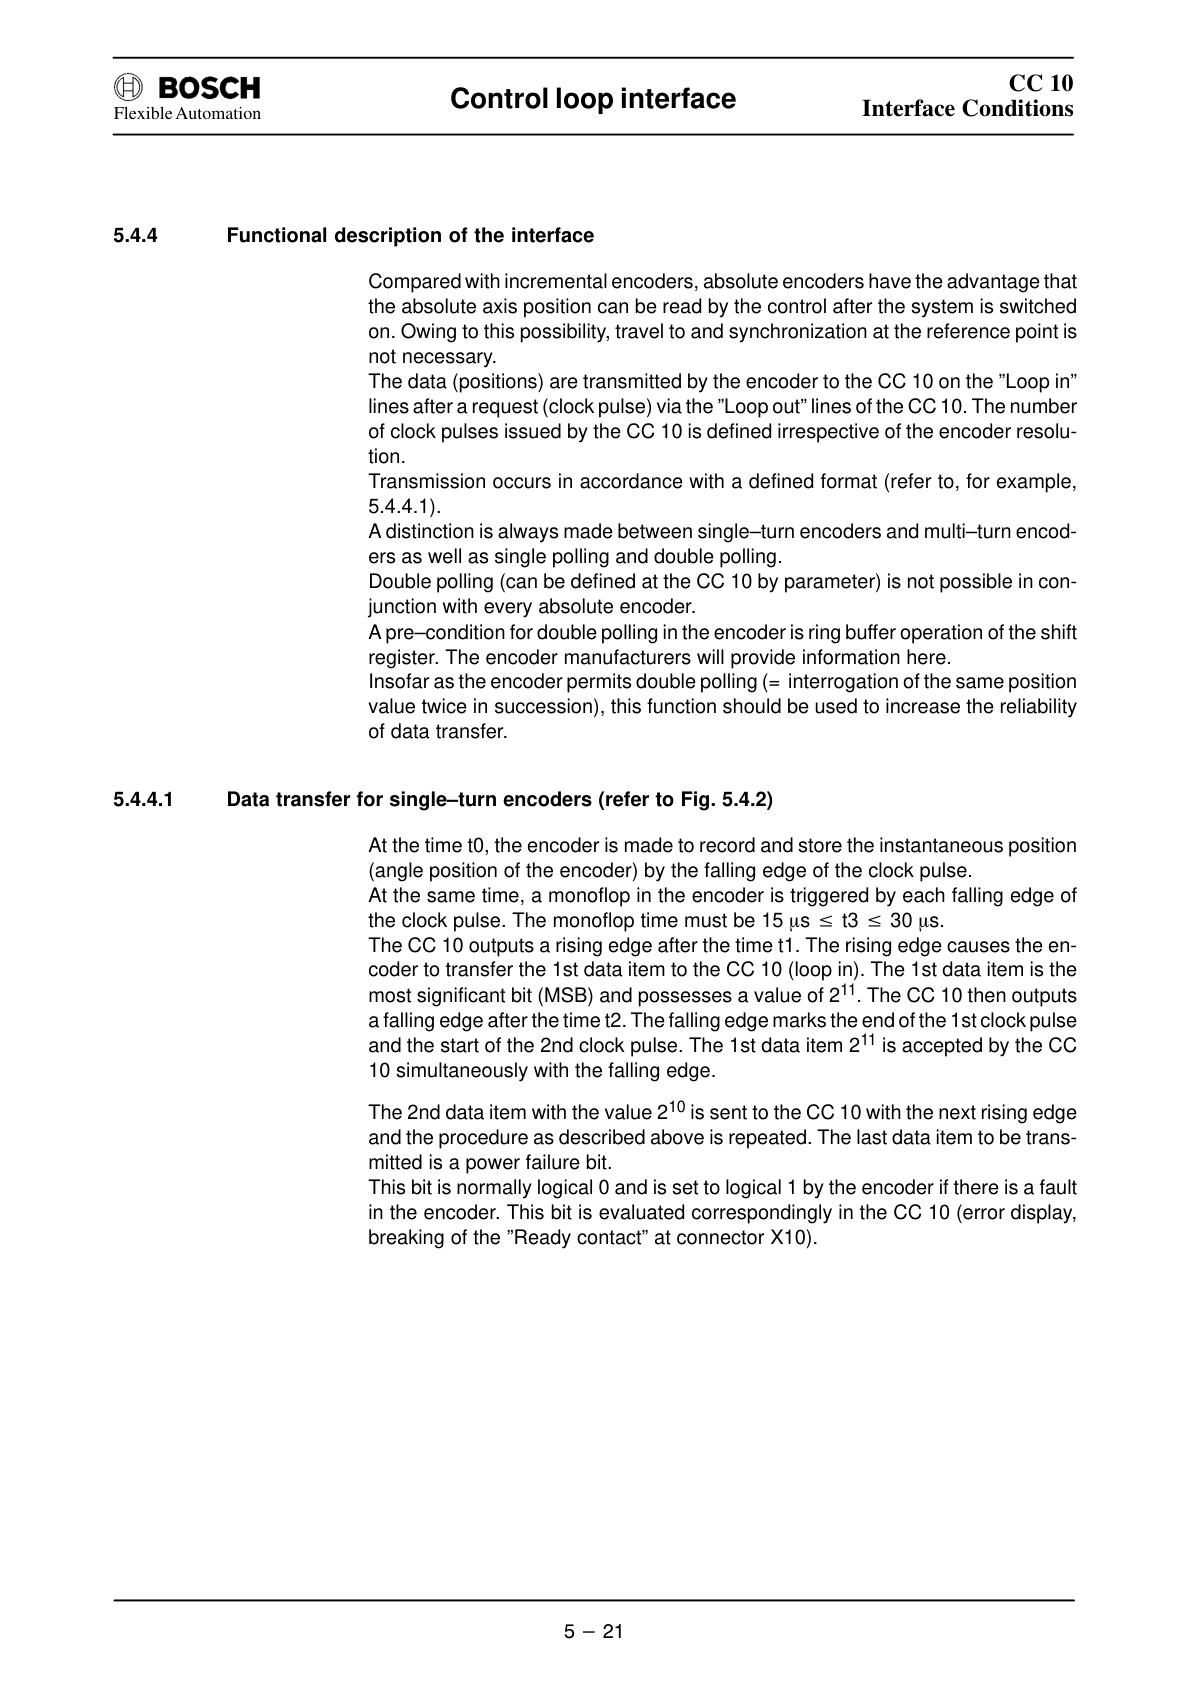 BOSCH
Flexible Automation
Control loop interface
CC 10
Interface Conditions
5.4.4 Functional description of the interface
Compared with incremental encoders, absolute encoders have the advantage that
the absolute axis position can be read by the control after the system is switched
on. Owing to this possibility, travel to and synchronization at the reference point is
not necessary.
The data (positions) are transmitted by the encoder to the CC 10 on the ”Loop in”
lines after a request (clock pulse) via the ”Loop out” lines of the CC 10. The number
of clock pulses issued by the CC 10 is defined irrespective of the encoder resolu-
tion.
Transmission occurs in accordance with a defined format (refer to, for example,
5.4.4.1).
A distinction is always made between single–turn encoders and multi–turn encod-
ers as well as single polling and double polling.
Double polling (can be defined at the CC 10 by parameter) is not possible in con-
junction with every absolute encoder.
A pre–condition for double polling in the encoder is ring buffer operation of the shift
register. The encoder manufacturers will provide information here.
Insofar as the encoder permits double polling (= interrogation of the same position
value twice in succession), this function should be used to increase the reliability
of data transfer.
5.4.4.1 Data transfer for single–turn encoders (refer to Fig. 5.4.2)
At the time t0, the encoder is made to record and store the instantaneous position
(angle position of the encoder) by the falling edge of the clock pulse.
At the same time, a monoflop in the encoder is triggered by each falling edge of
the clock pulse. The monoflop time must be 15 μs ≤ t3 ≤ 30 μs.
The CC 10 outputs a rising edge after the time t1. The rising edge causes the en-
coder to transfer the 1st data item to the CC 10 (loop in). The 1st data item is the
most significant bit (MSB) and possesses a value of 2¹¹. The CC 10 then outputs
a falling edge after the time t2. The falling edge marks the end of the 1st clock pulse
and the start of the 2nd clock pulse. The 1st data item 2¹¹ is accepted by the CC
10 simultaneously with the falling edge.
The 2nd data item with the value 2¹⁰ is sent to the CC 10 with the next rising edge
and the procedure as described above is repeated. The last data item to be trans-
mitted is a power failure bit.
This bit is normally logical 0 and is set to logical 1 by the encoder if there is a fault
in the encoder. This bit is evaluated correspondingly in the CC 10 (error display,
breaking of the ”Ready contact” at connector X10).
5 – 21